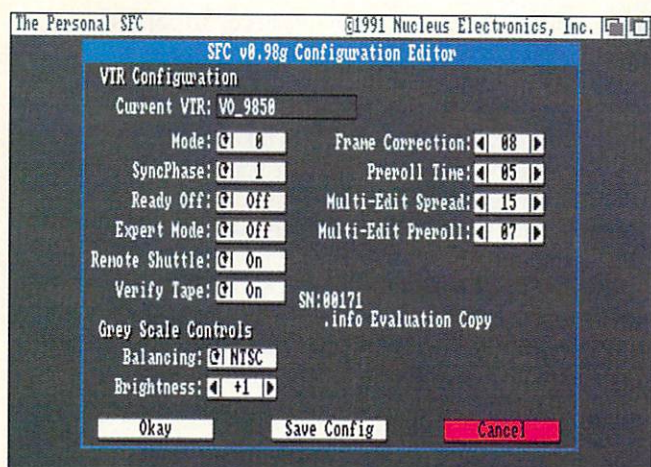 The Personal SFC ©1991 Nucleus Electronics, Inc.
SFC v0.98g Configuration Editor
VTR Configuration
Current VTR: VO_9850
Mode: 0
SyncPhase: 1
Ready Off: Off
Expert Mode: Off
Remote Shuttle: On
Verify Tape: On
Frame Correction: 08
Preroll Time: 05
Multi-Edit Spread: 15
Multi-Edit Preroll: 07
SN:00171
.info Evaluation Copy
Grey Scale Controls
Balancing: NTSC
Brightness: +1
Okay Save Config Cancel